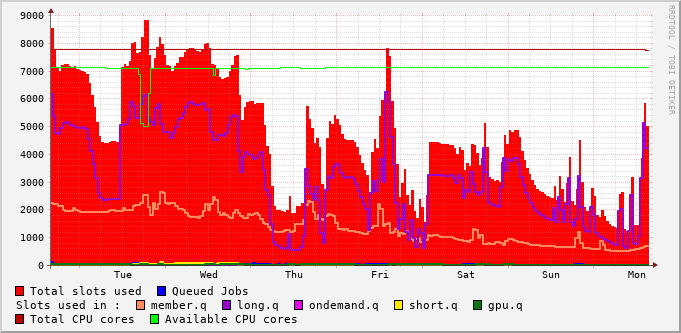 RRDTOOL / TOBI OETIKER
9000
8000
7000
6000
5000
4000
3000
2000
1000
0
Tue Wed Thu Fri Sat Sun Mon
Total slots used Queued Jobs
Slots used in : member.q long.q ondemand.q short.q gpu.q
Total CPU cores Available CPU cores